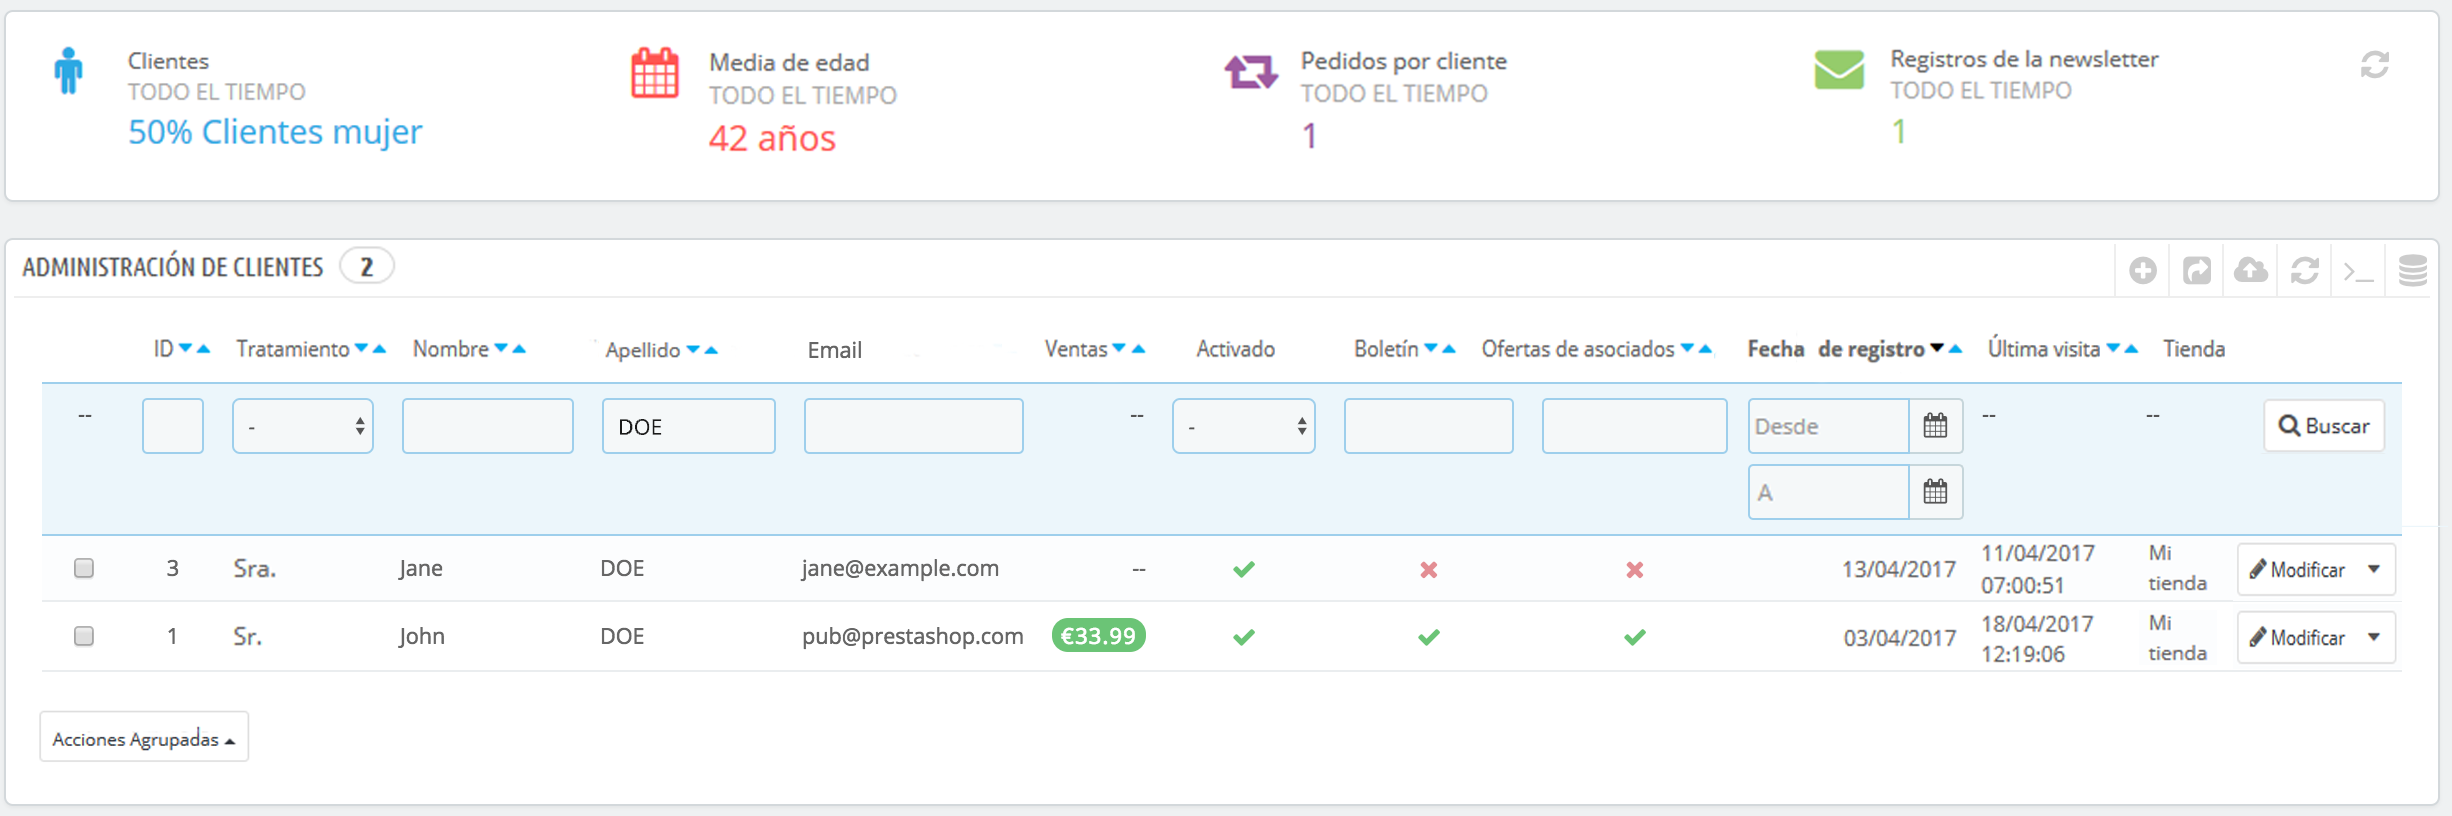 Clientes
TODO EL TIEMPO
50% Clientes mujer
Media de edad
TODO EL TIEMPO
42 años
Pedidos por cliente
TODO EL TIEMPO
1
Registros de la newsletter
TODO EL TIEMPO
1
ADMINISTRACIÓN DE CLIENTES 2
ID Tratamiento Nombre Apellido Email Ventas Activado Boletín Ofertas de asociados Fecha de registro Última visita Tienda
-- - DOE -- - Desde -- -- Buscar
A
3 Sra. Jane DOE jane@example.com -- 13/04/2017 11/04/2017 07:00:51 Mi tienda Modificar
1 Sr. John DOE pub@prestashop.com €33.99 03/04/2017 18/04/2017 12:19:06 Mi tienda Modificar
Acciones Agrupadas